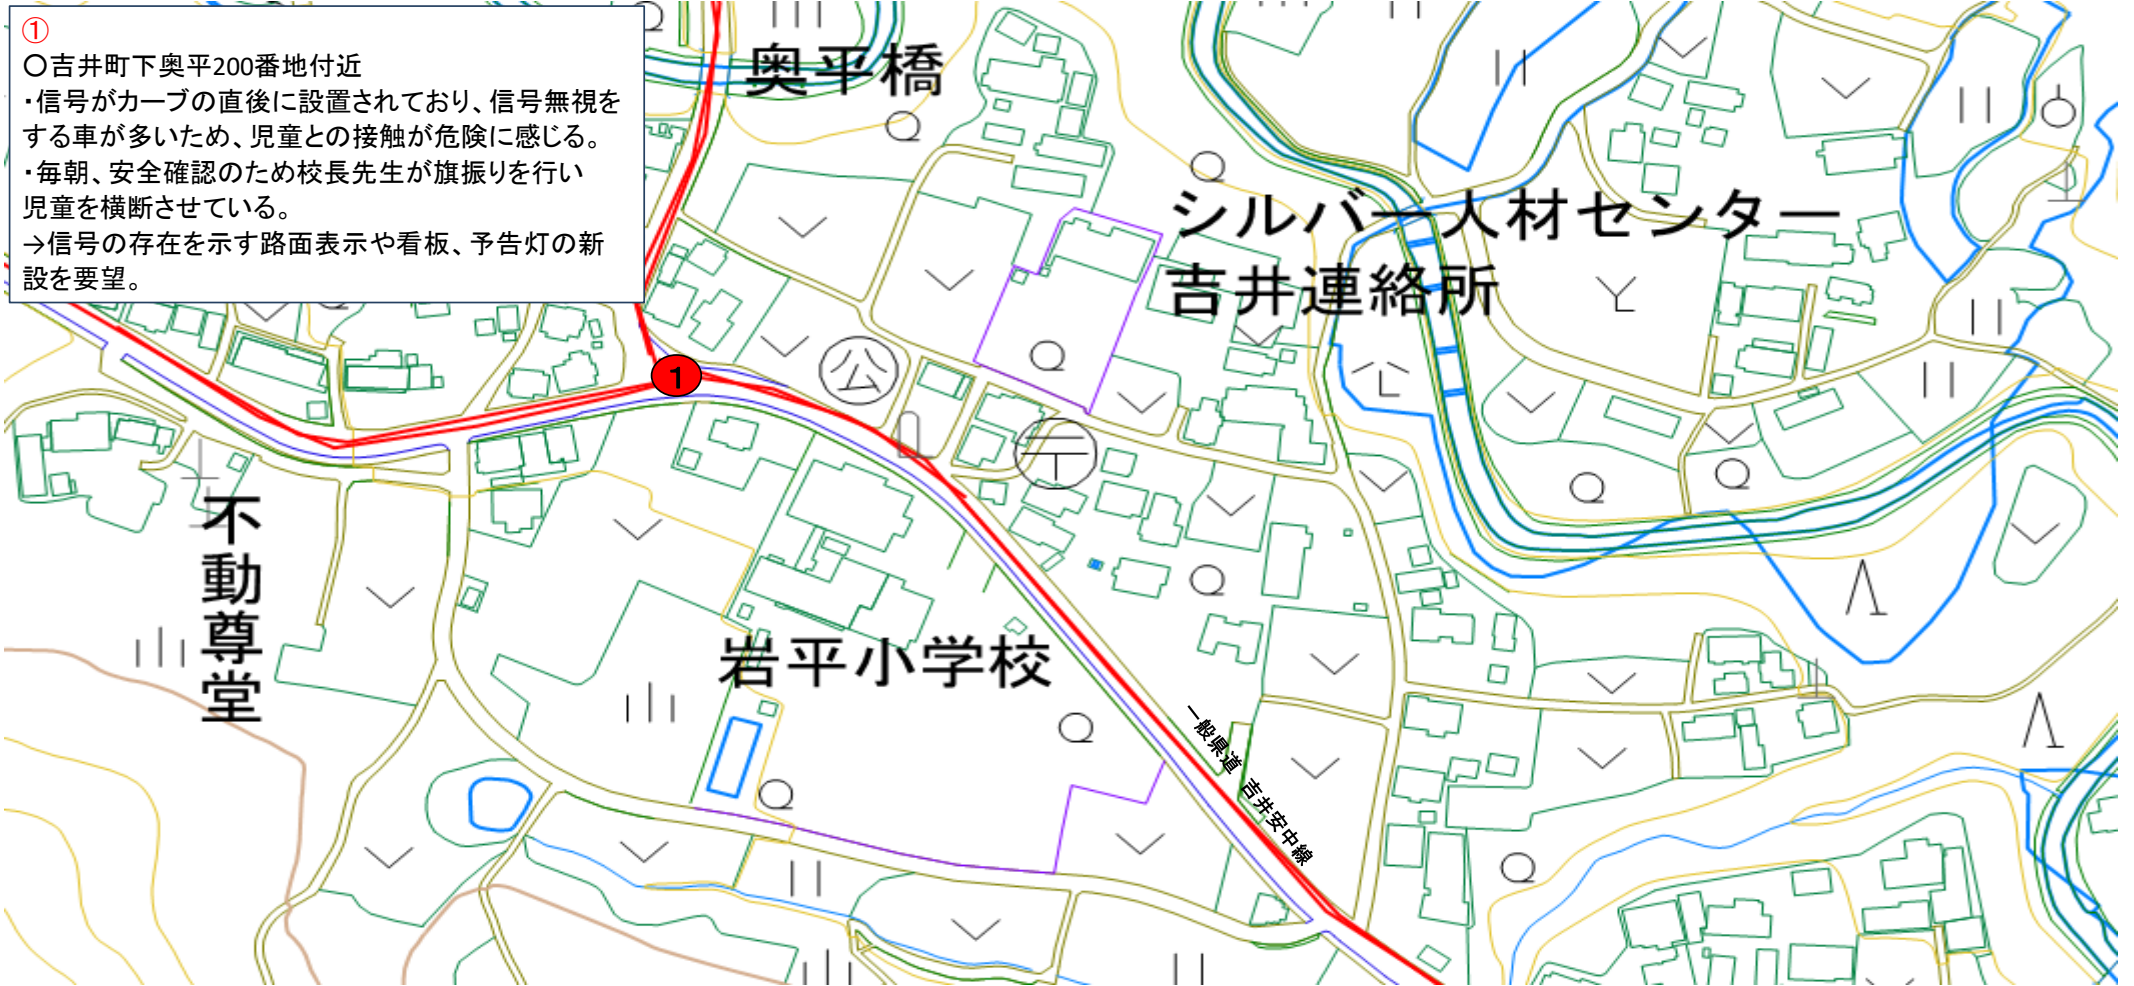 ①
○吉井町下奥平200番地付近
・信号がカーブの直後に設置されており、信号無視を
する車が多いため、児童との接触が危険に感じる。
・毎朝、安全確認のため校長先生が旗振りを行い
児童を横断させている。
→信号の存在を示す路面表示や看板、予告灯の新
設を要望。
奥平橋
シルバー人材センター
吉井連絡所
1
公
不動尊堂
岩平小学校
一般県道 吉井安中線